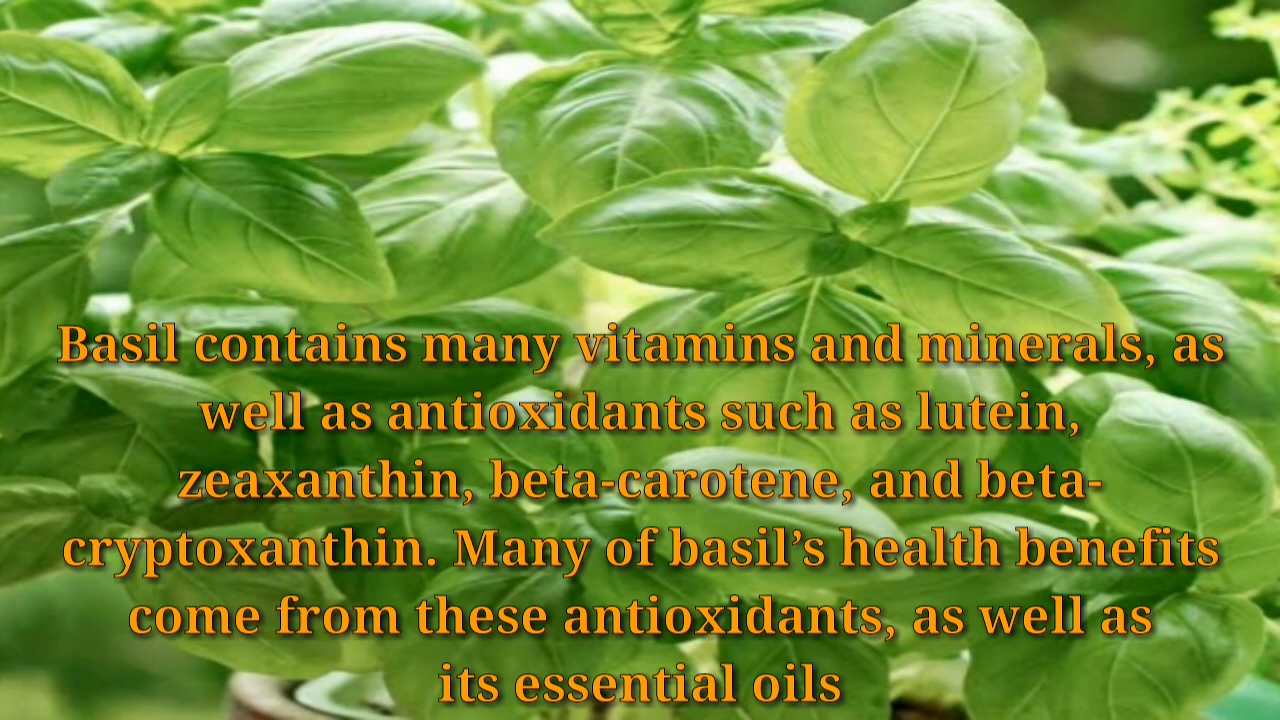 Basil contains many vitamins and minerals, as
well as antioxidants such as lutein,
zeaxanthin, beta-carotene, and beta-
cryptoxanthin. Many of basil’s health benefits
come from these antioxidants, as well as
its essential oils